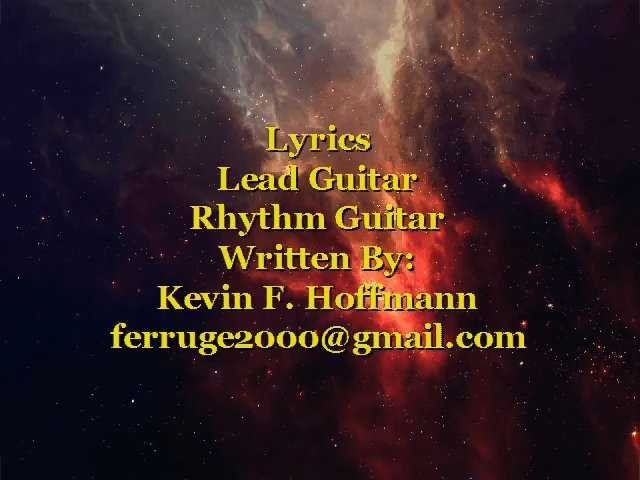 Lyrics
Lead Guitar
Rhythm Guitar
Written By:
Kevin F. Hoffmann
ferruge2000@gmail.com